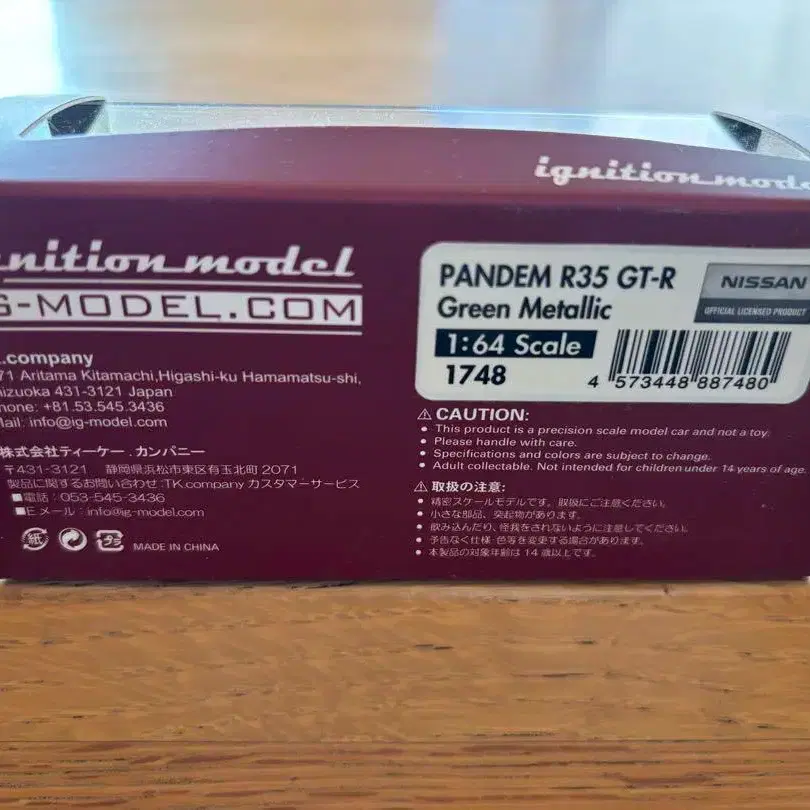 ignition mode
nition model
G-MODEL.COM
.company
71 Aritama Kitamachi,Higashi-ku Hamamatsu-shi,
hizuoka 431-3121 Japan
hone: +81.53.545.3436
Mail: info@ig-model.com
株式会社ティーケー．カンパニー
〒431-3121 静岡県浜松市東区有玉北町 2071
製品に関するお問い合わせ:T.K.company カスタマーサービス
■電話：053-545-3436
■E メール：info@ig-model.com
紙
プラ
MADE IN CHINA
PANDEM R35 GT-R
Green Metallic
NISSAN
OFFICIAL LICENSED PRODUCT
1:64 Scale
1748
4 573448 887480
⚠ CAUTION:
• This product is a precision scale model car and not a toy.
• Please handle with care.
• Specifications and colors are subject to change.
• Adult collectable. Not intended for children under 14 years of age.
⚠ 取扱の注意:
• 精密スケールモデルです。取扱にご注意ください。
• 小さな部品、突起物があります。
• 飲み込んだり、怪我をされないように注意してください。
• 予告なく仕様・色等を変更する場合があります。
• 本製品の対象年齢は 14 歳以上です。